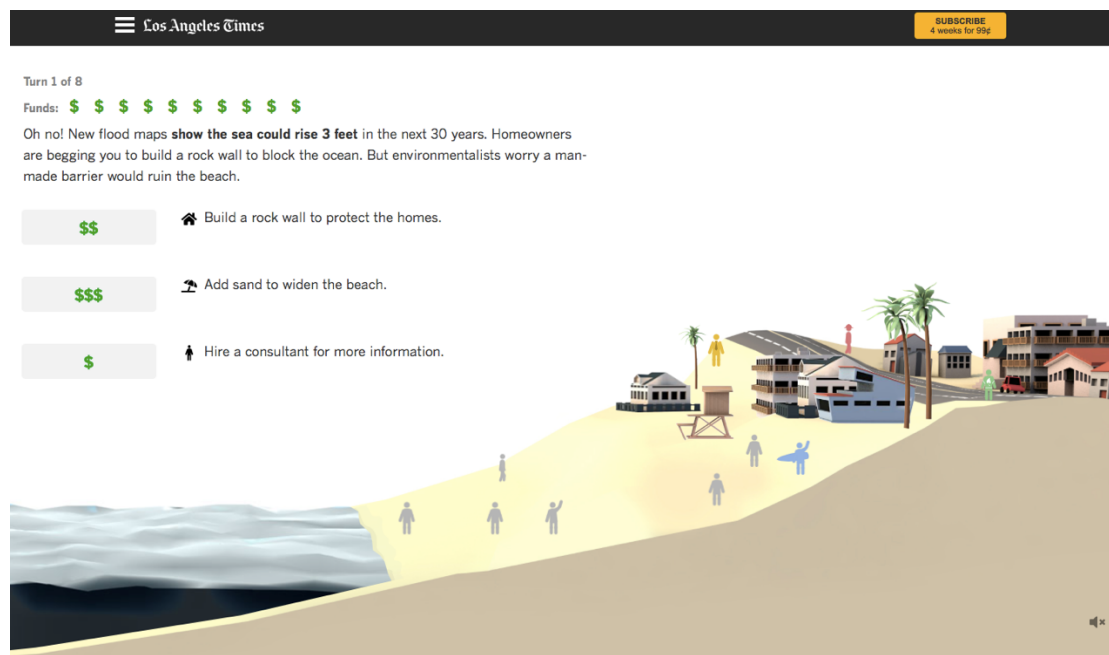 Los Angeles Times
SUBSCRIBE
4 weeks for 99¢
Turn 1 of 8
Funds: $ $ $ $ $ $ $ $ $ $
Oh no! New flood maps show the sea could rise 3 feet in the next 30 years. Homeowners
are begging you to build a rock wall to block the ocean. But environmentalists worry a man-
made barrier would ruin the beach.
$$ Build a rock wall to protect the homes.
$$$ Add sand to widen the beach.
$ Hire a consultant for more information.